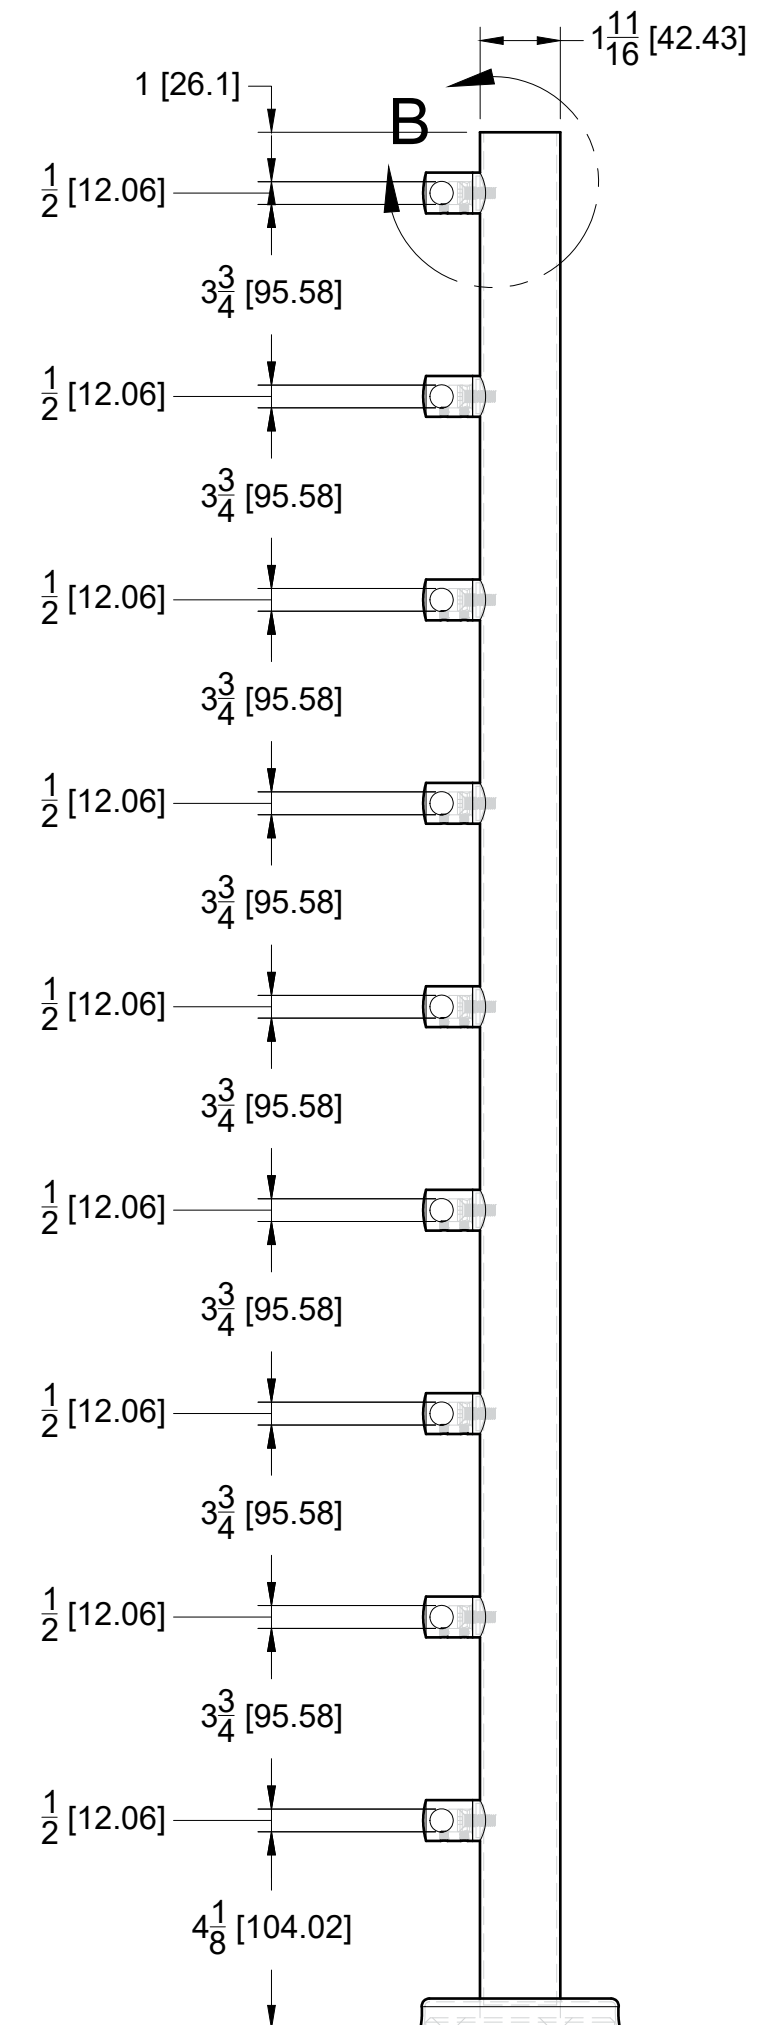 1 11/16 [42.43]
1 [26.1]
B
1/2 [12.06]
3 3/4 [95.58]
1/2 [12.06]
3 3/4 [95.58]
1/2 [12.06]
3 3/4 [95.58]
1/2 [12.06]
3 3/4 [95.58]
1/2 [12.06]
3 3/4 [95.58]
1/2 [12.06]
3 3/4 [95.58]
1/2 [12.06]
3 3/4 [95.58]
1/2 [12.06]
3 3/4 [95.58]
1/2 [12.06]
4 1/8 [104.02]